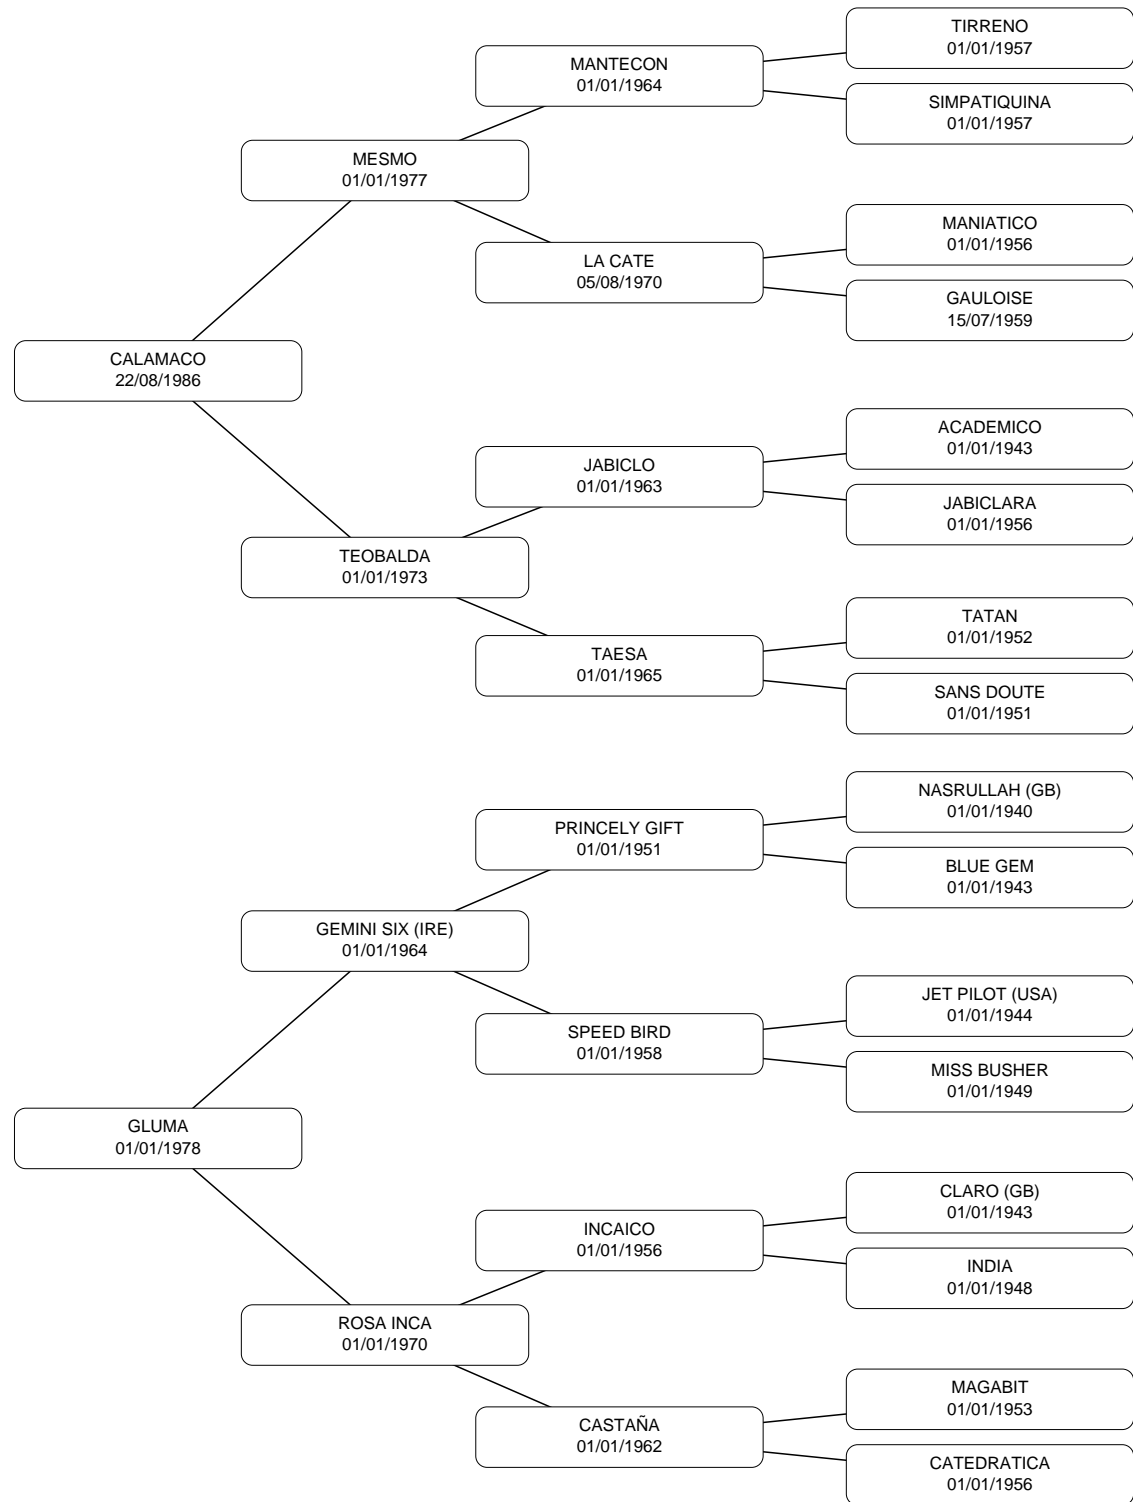 TIRRENO
01/01/1957
MANTECON
01/01/1964
SIMPATIQUINA
01/01/1957
MESMO
01/01/1977
MANIATICO
01/01/1956
LA CATE
05/08/1970
GAULOISE
15/07/1959
CALAMACO
22/08/1986
ACADEMICO
01/01/1943
JABICLO
01/01/1963
JABICLARA
01/01/1956
TEOBALDA
01/01/1973
TATAN
01/01/1952
TAESA
01/01/1965
SANS DOUTE
01/01/1951
NASRULLAH (GB)
01/01/1940
PRINCELY GIFT
01/01/1951
BLUE GEM
01/01/1943
GEMINI SIX (IRE)
01/01/1964
JET PILOT (USA)
01/01/1944
SPEED BIRD
01/01/1958
MISS BUSHER
01/01/1949
GLUMA
01/01/1978
CLARO (GB)
01/01/1943
INCAICO
01/01/1956
INDIA
01/01/1948
ROSA INCA
01/01/1970
MAGABIT
01/01/1953
CASTAÑA
01/01/1962
CATEDRATICA
01/01/1956